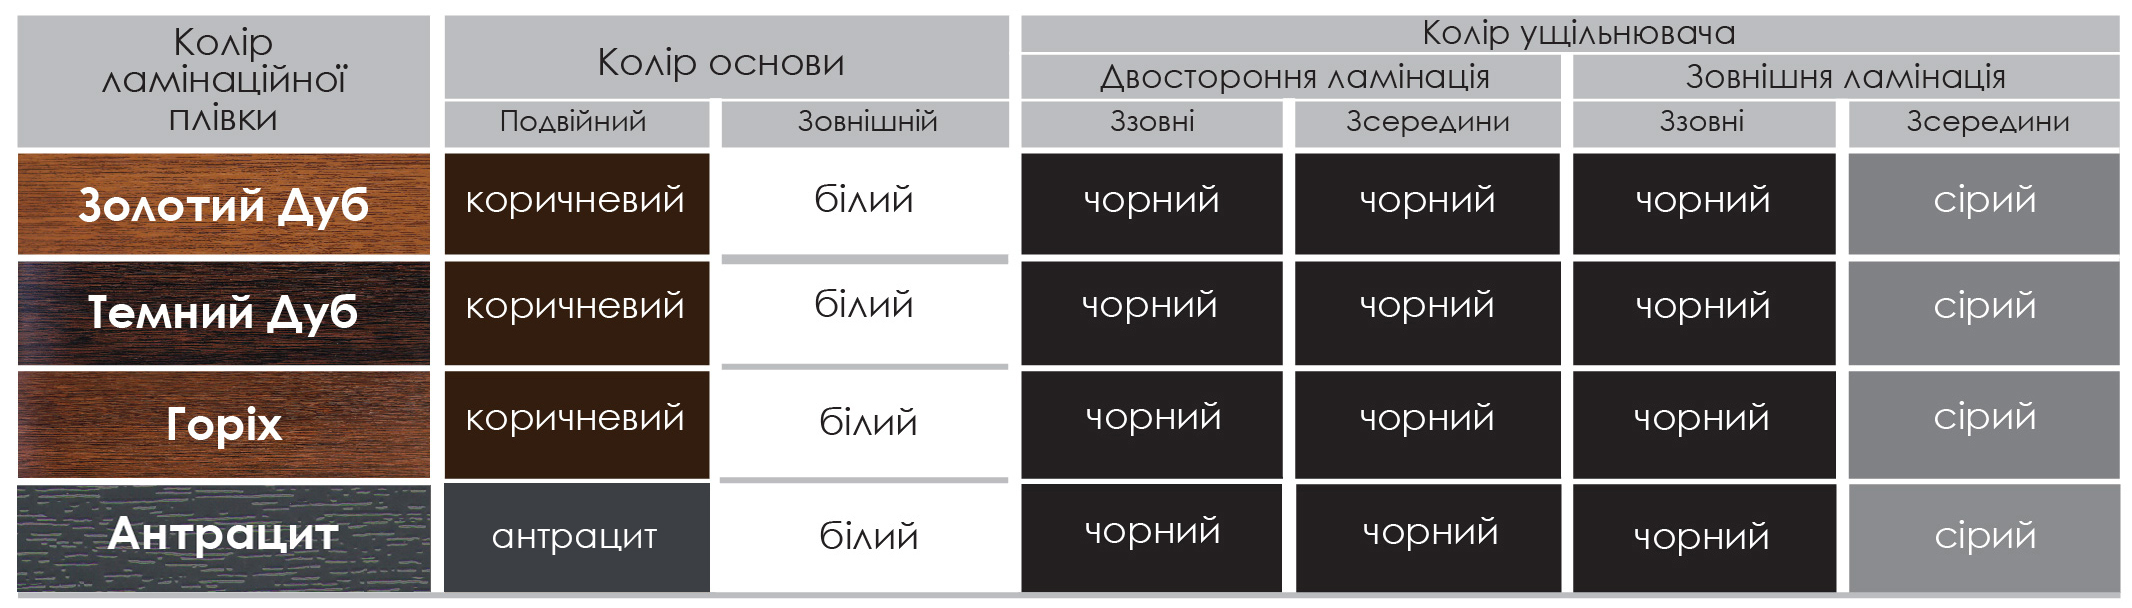 Колір
ламінаційної
плівки
Колір основи
Колір ущільнювача
Двостороння ламінація
Зовнішня ламінація
Подвійний
Зовнішній
Ззовні
Зсередини
Ззовні
Зсередини
Золотий Дуб
коричневий
білий
чорний
чорний
чорний
сірий
Темний Дуб
коричневий
білий
чорний
чорний
чорний
сірий
Горіх
коричневий
білий
чорний
чорний
чорний
сірий
Антрацит
антрацит
білий
чорний
чорний
чорний
сірий